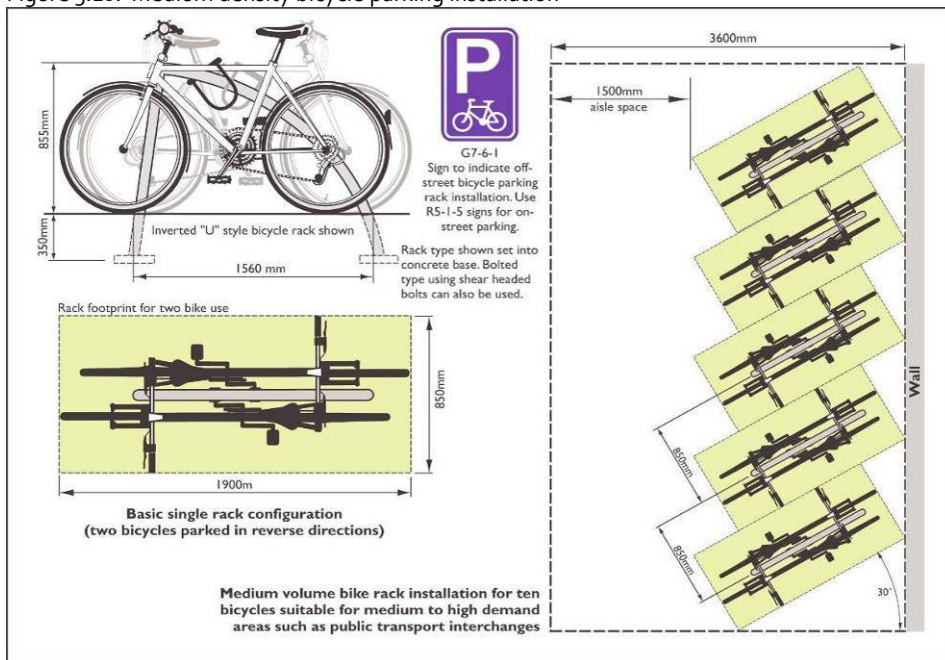 Figure 5.18: Medium density bicycle parking installation
855mm
350mm
Inverted "U" style bicycle rack shown
1560 mm
P
G7-6-1
Sign to indicate off-
street bicycle parking
rack installation. Use
R5-1-5 signs for on-
street parking.
Rack type shown set into
concrete base. Bolted
type using shear headed
bolts can also be used.
Rack footprint for two bike use
850mm
1900m
Basic single rack configuration
(two bicycles parked in reverse directions)
3600mm
1500mm
aisle space
Wall
850mm
850mm
30°
Medium volume bike rack installation for ten
bicycles suitable for medium to high demand
areas such as public transport interchanges